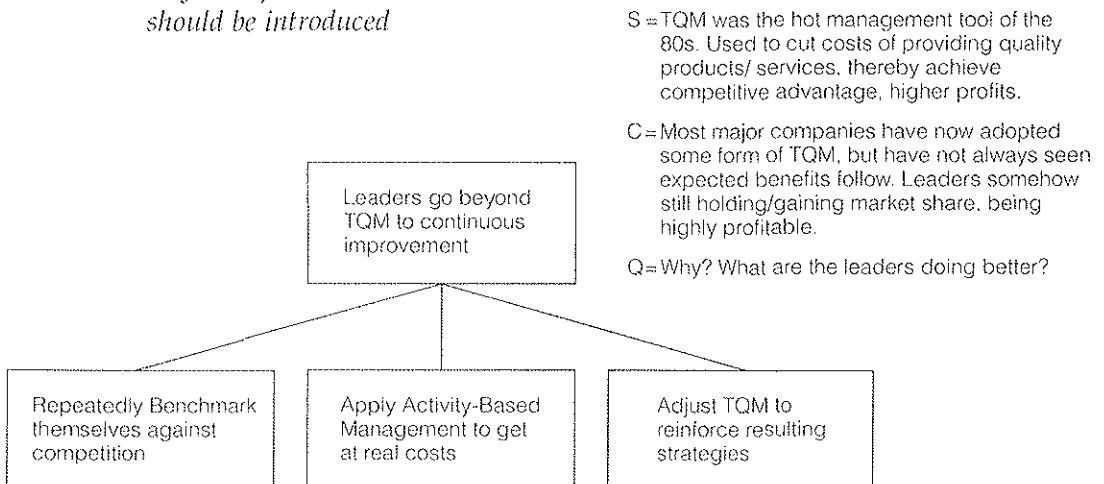 should be introduced
S=TQM was the hot management tool of the
80s. Used to cut costs of providing quality
products/ services, thereby achieve
competitive advantage, higher profits.
C=Most major companies have now adopted
some form of TQM, but have not always seen
expected benefits follow. Leaders somehow
still holding/gaining market share, being
highly profitable.
Q=Why? What are the leaders doing better?
Leaders go beyond
TQM to continuous
improvement
Repeatedly Benchmark
themselves against
competition
Apply Activity-Based
Management to get
at real costs
Adjust TQM to
reinforce resulting
strategies